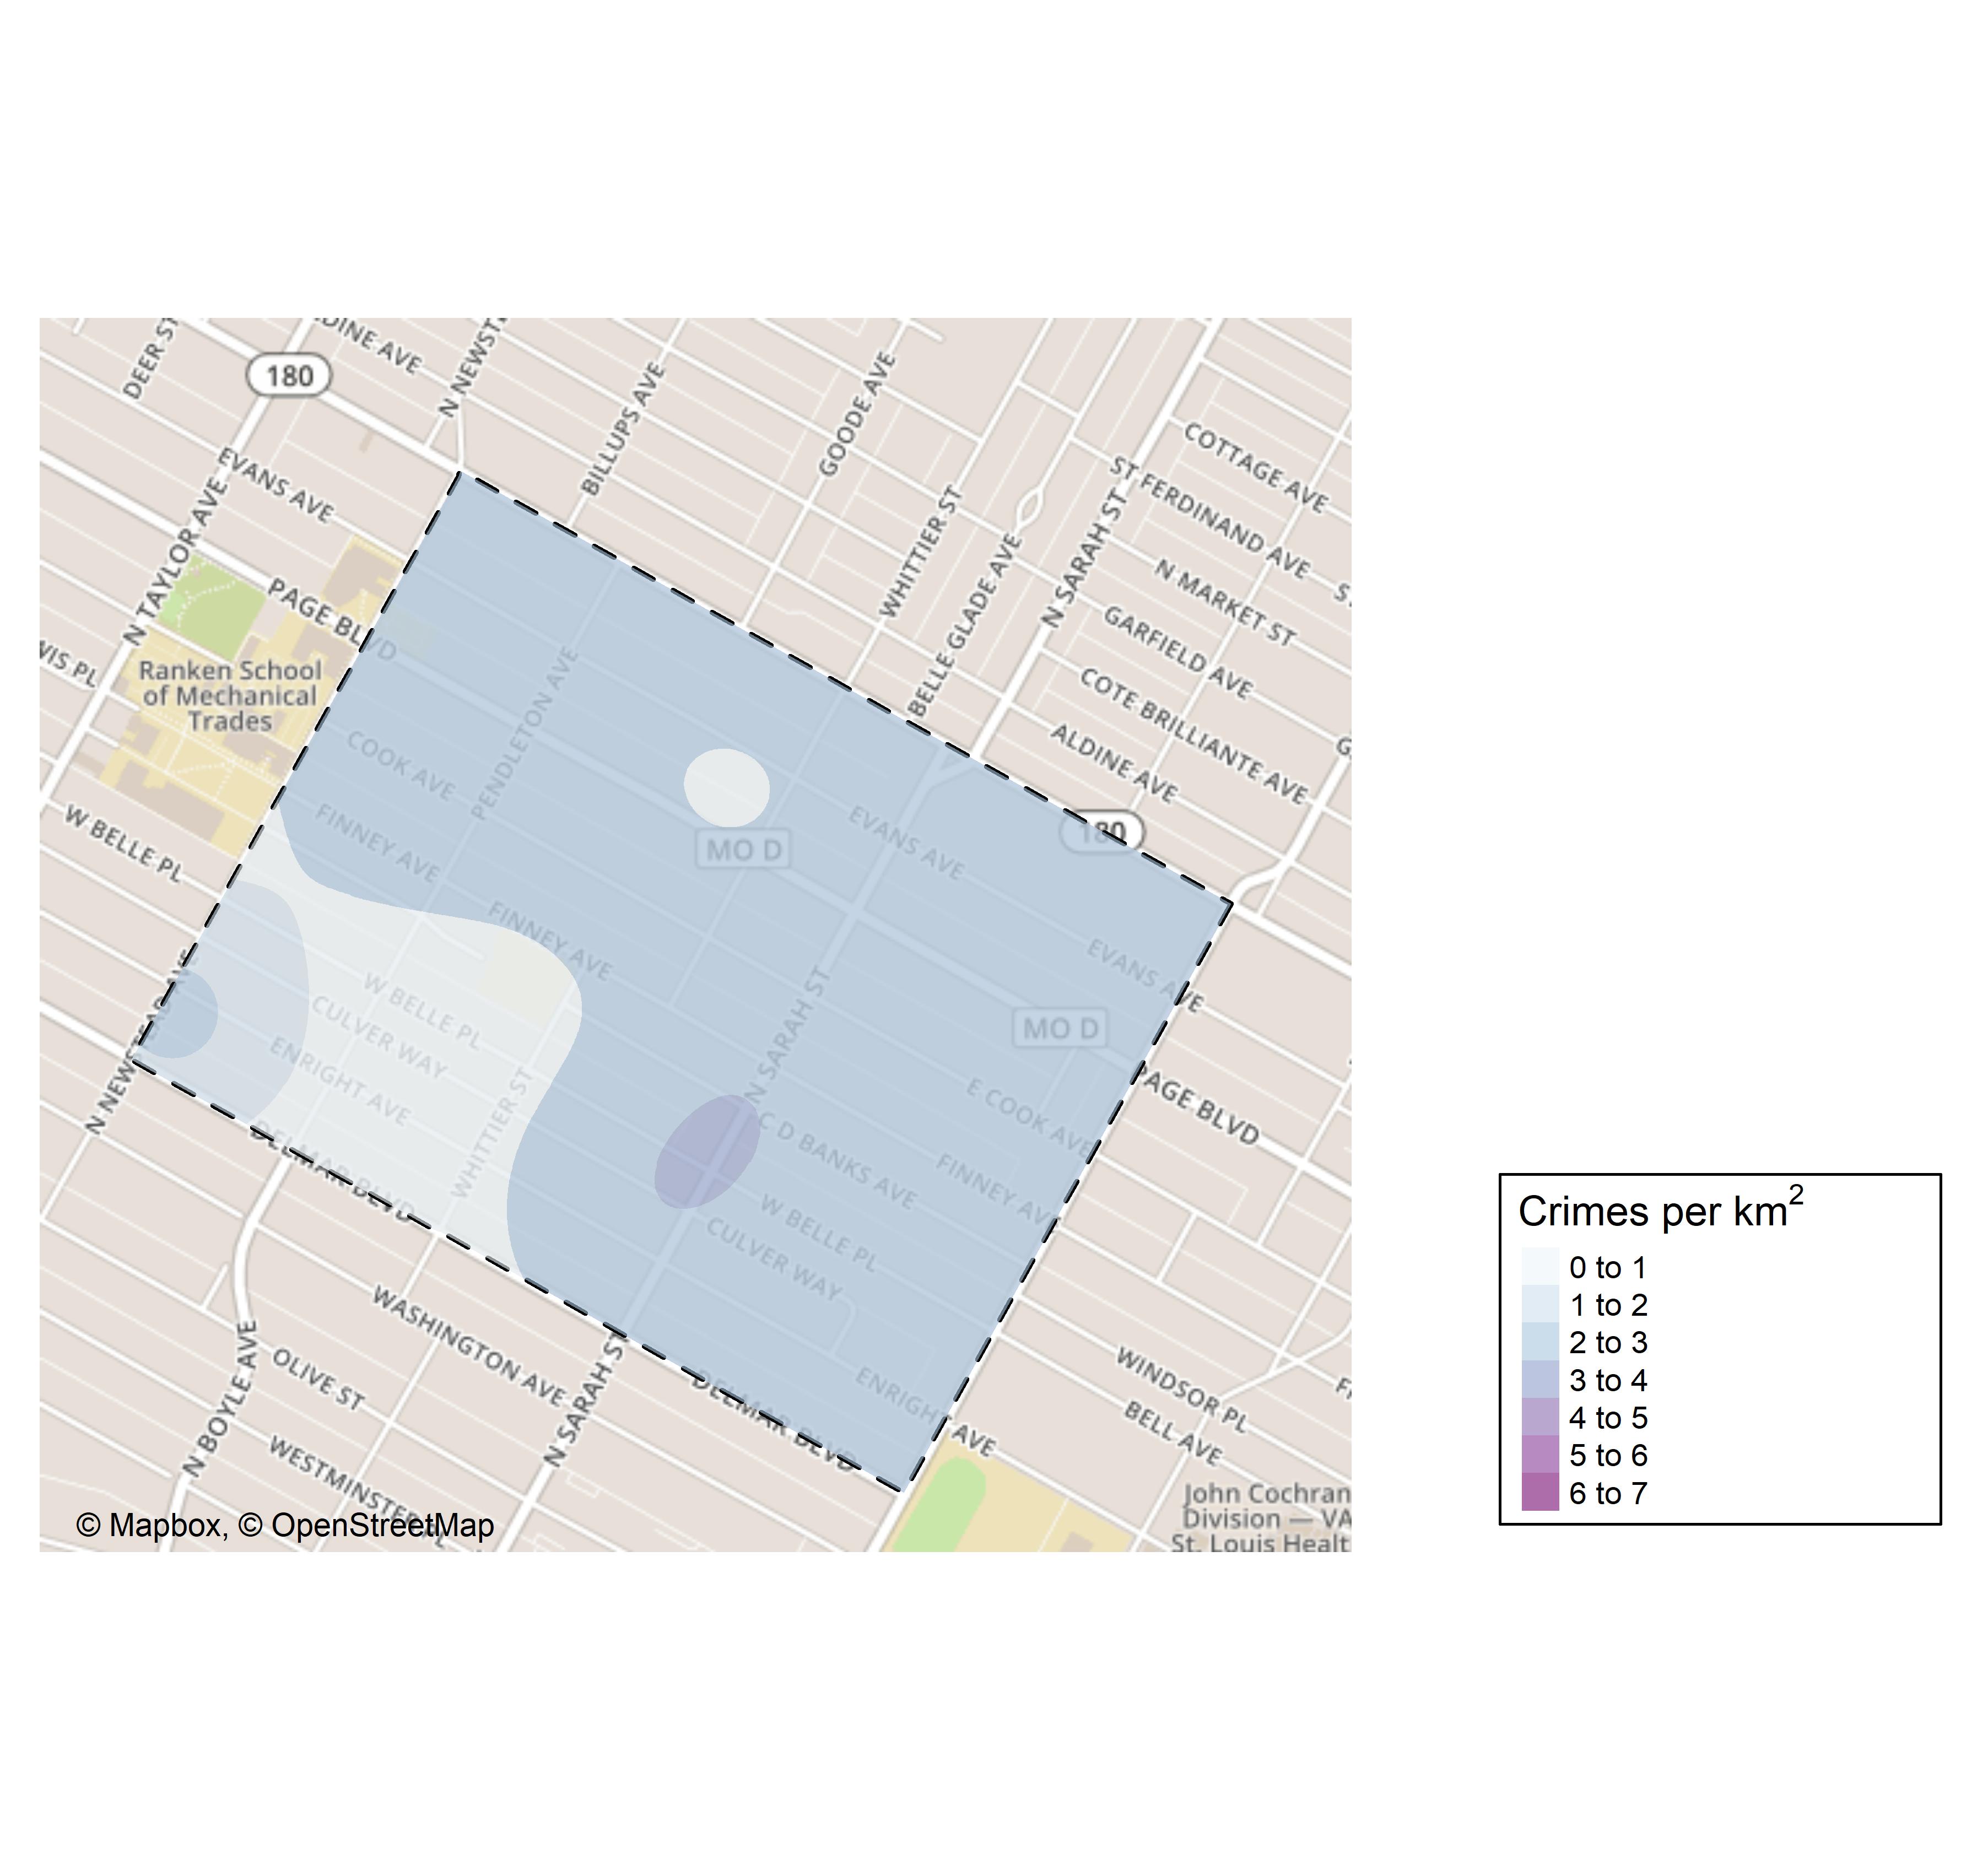 DEER ST
DINE AVE
N NEWST
180
BILLUPS AVE
GOODE AVE
COTTAGE AVE
ST FERDINAND AVE
S
EVANS AVE
WHITTIER ST
N SARAH ST
N MARKET ST
N TAYLOR AVE
PAGE BLVD
BELLE GLADE AVE
GARFIELD AVE
WIS PL
Ranken School
of Mechanical
Trades
PENDLETON AVE
COTE BRILLIANTE AVE
G
ALDINE AVE
COOK AVE
180
W BELLE PL
FINNEY AVE
MO D
EVANS AVE
FINNEY AVE
EVANS AVE
N NEWSTEAD AVE
W BELLE PL
CULVER WAY
N SARAH ST
MO D
ENRIGHT AVE
WHITTIER ST
E COOK AVE
PAGE BLVD
C D BANKS AVE
FINNEY AVE
DELMAR BLVD
W BELLE PL
CULVER WAY
WASHINGTON AVE
OLIVE ST
N BOYLE AVE
N SARAH ST
DELMAR BLVD
ENRIGHT AVE
WINDSOR PL
BELL AVE
F
WESTMINSTER PL
John Cochran
Division — VA
St. Louis Healt
© Mapbox, © OpenStreetMap
Crimes per km2
0 to 1
1 to 2
2 to 3
3 to 4
4 to 5
5 to 6
6 to 7